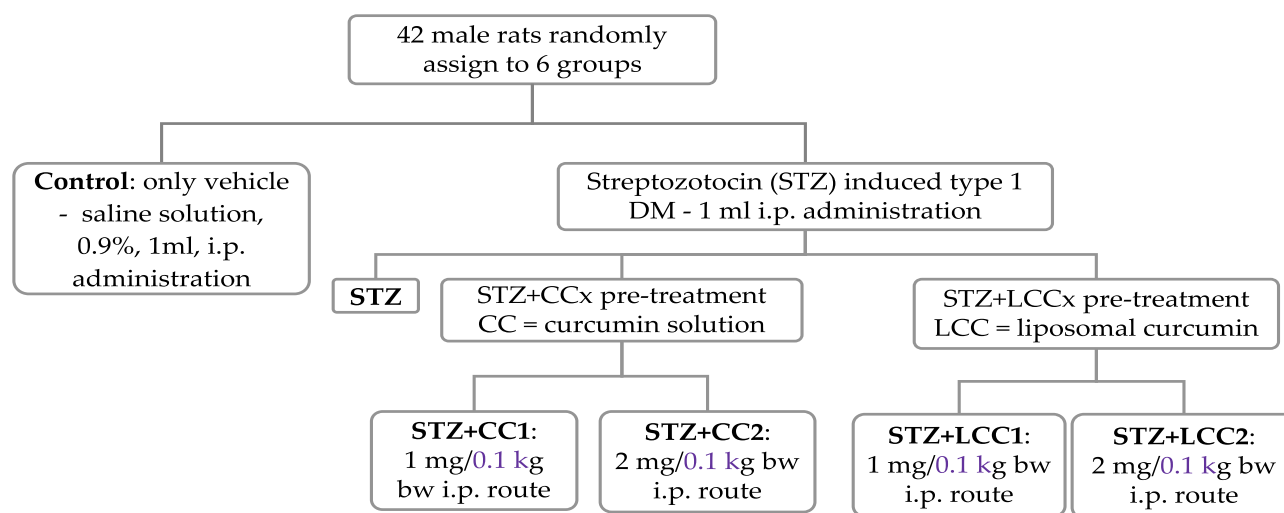 42 male rats randomly
assign to 6 groups
Control: only vehicle
- saline solution,
0.9%, 1ml, i.p.
administration
Streptozotocin (STZ) induced type 1
DM - 1 ml i.p. administration
STZ
STZ+CCx pre-treatment
CC = curcumin solution
STZ+LCCx pre-treatment
LCC = liposomal curcumin
STZ+CC1:
1 mg/0.1 kg
bw i.p. route
STZ+CC2:
2 mg/0.1 kg bw
i.p. route
STZ+LCC1:
1 mg/0.1 kg bw
i.p. route
STZ+LCC2:
2 mg/0.1 kg bw
i.p. route